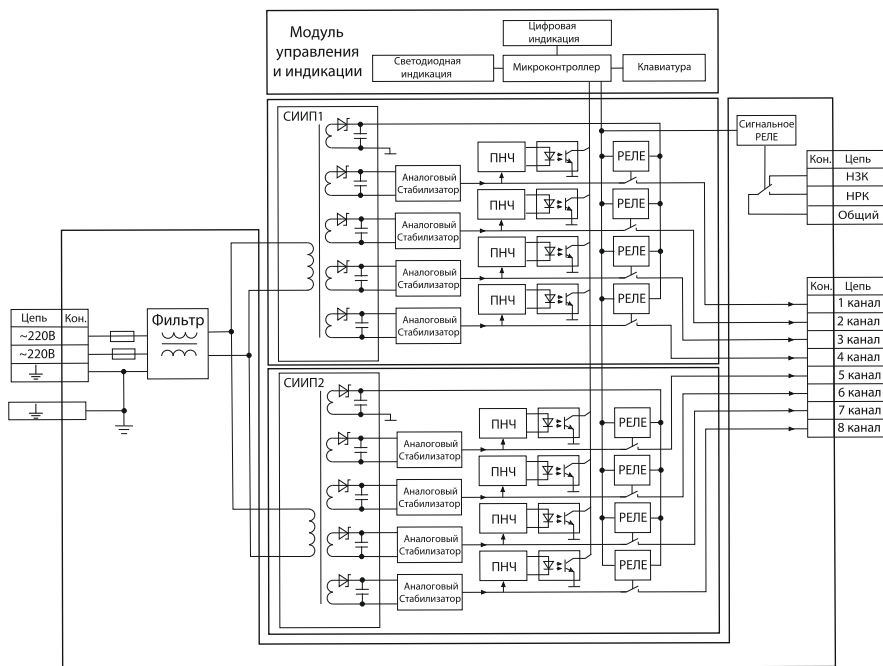 Модуль
управления
и индикации
Цифровая
индикация
Светодиодная
индикация
Микроконтроллер
Клавиатура
СИИП1
Аналоговый
Стабилизатор
Аналоговый
Стабилизатор
Аналоговый
Стабилизатор
Аналоговый
Стабилизатор
ПНЧ
ПНЧ
ПНЧ
ПНЧ
РЕЛЕ
РЕЛЕ
РЕЛЕ
РЕЛЕ
Сигнальное
РЕЛЕ
Кон. Цепь
НЗК
НРК
Общий
Цепь Кон.
~220В
~220В
Фильтр
Кон. Цепь
1 канал
2 канал
3 канал
4 канал
5 канал
6 канал
7 канал
8 канал
СИИП2
Аналоговый
Стабилизатор
Аналоговый
Стабилизатор
Аналоговый
Стабилизатор
Аналоговый
Стабилизатор
ПНЧ
ПНЧ
ПНЧ
ПНЧ
РЕЛЕ
РЕЛЕ
РЕЛЕ
РЕЛЕ